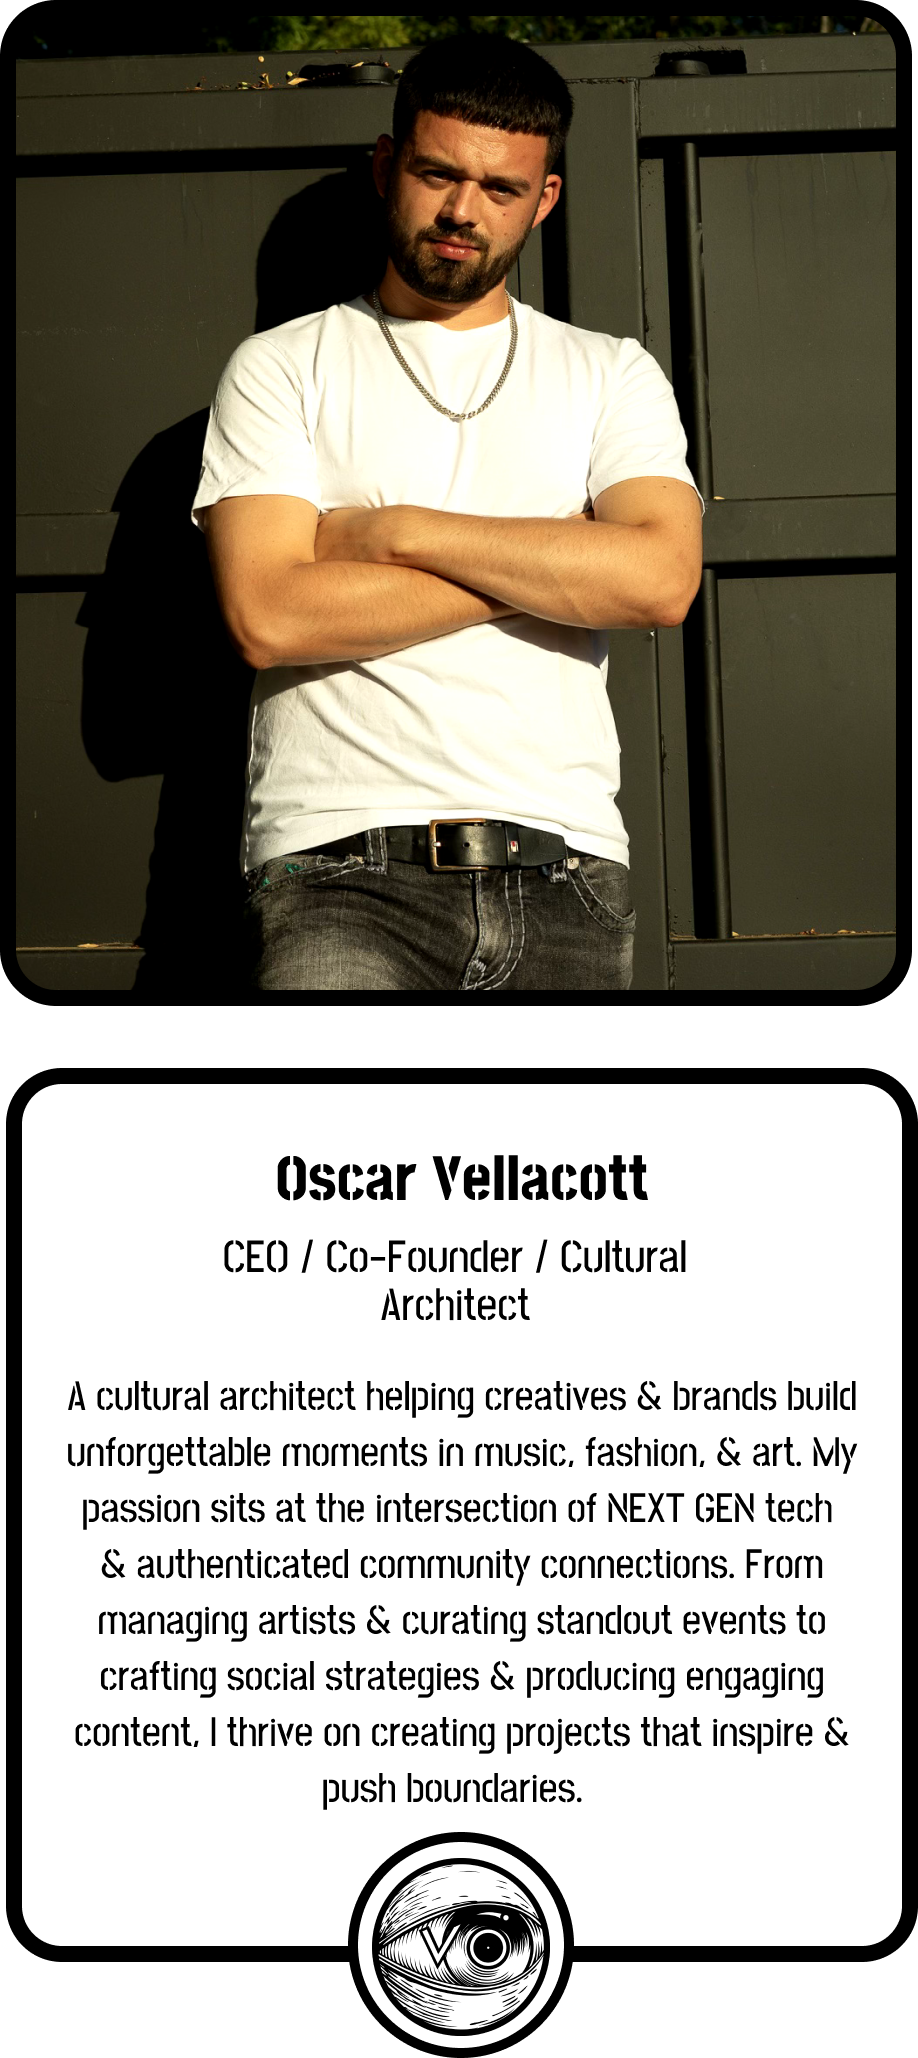 Oscar Vellacott
CEO / Co-Founder / Cultural
Architect
A cultural architect helping creatives & brands build
unforgettable moments in music, fashion, & art. My
passion sits at the intersection of NEXT GEN tech
& authenticated community connections. From
managing artists & curating standout events to
crafting social strategies & producing engaging
content, I thrive on creating projects that inspire &
push boundaries.
V